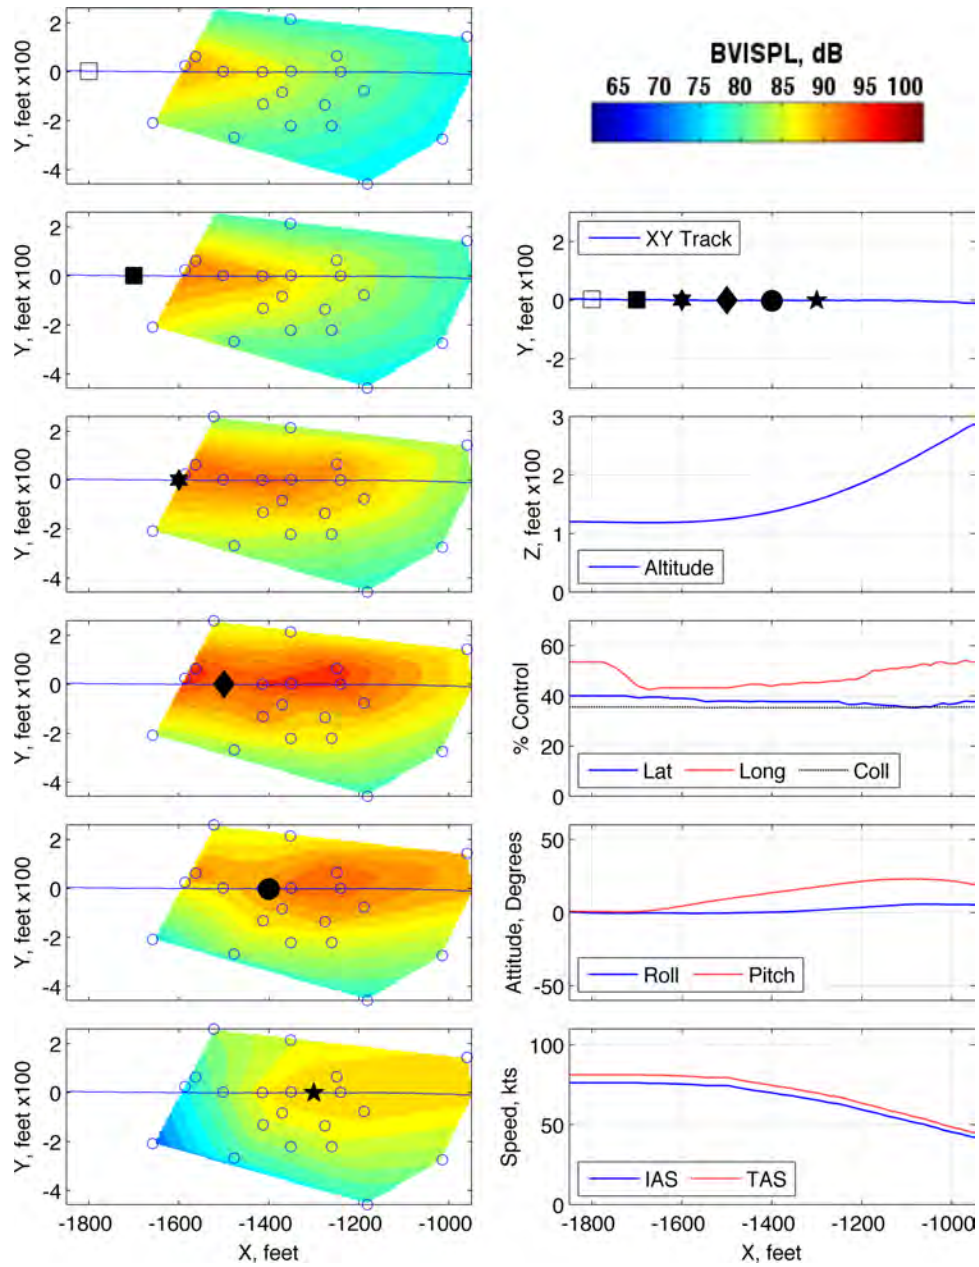 BVISPL, dB
65 70 75 80 85 90 95 100
2
0
-2
-4
Y, feet x100
2
0
-2
-4
Y, feet x100
XY Track
2
0
-2
Y, feet x100
2
0
-2
-4
Y, feet x100
3
2
1
0
Z, feet x100
Altitude
2
0
-2
-4
Y, feet x100
60
40
20
0
% Control
Lat Long Coll
2
0
-2
-4
Y, feet x100
50
0
-50
Attitude, Degrees
Roll Pitch
2
0
-2
-4
Y, feet x100
100
50
0
Speed, kts
IAS TAS
-1800 -1600 -1400 -1200 -1000
X, feet
-1800 -1600 -1400 -1200 -1000
X, feet